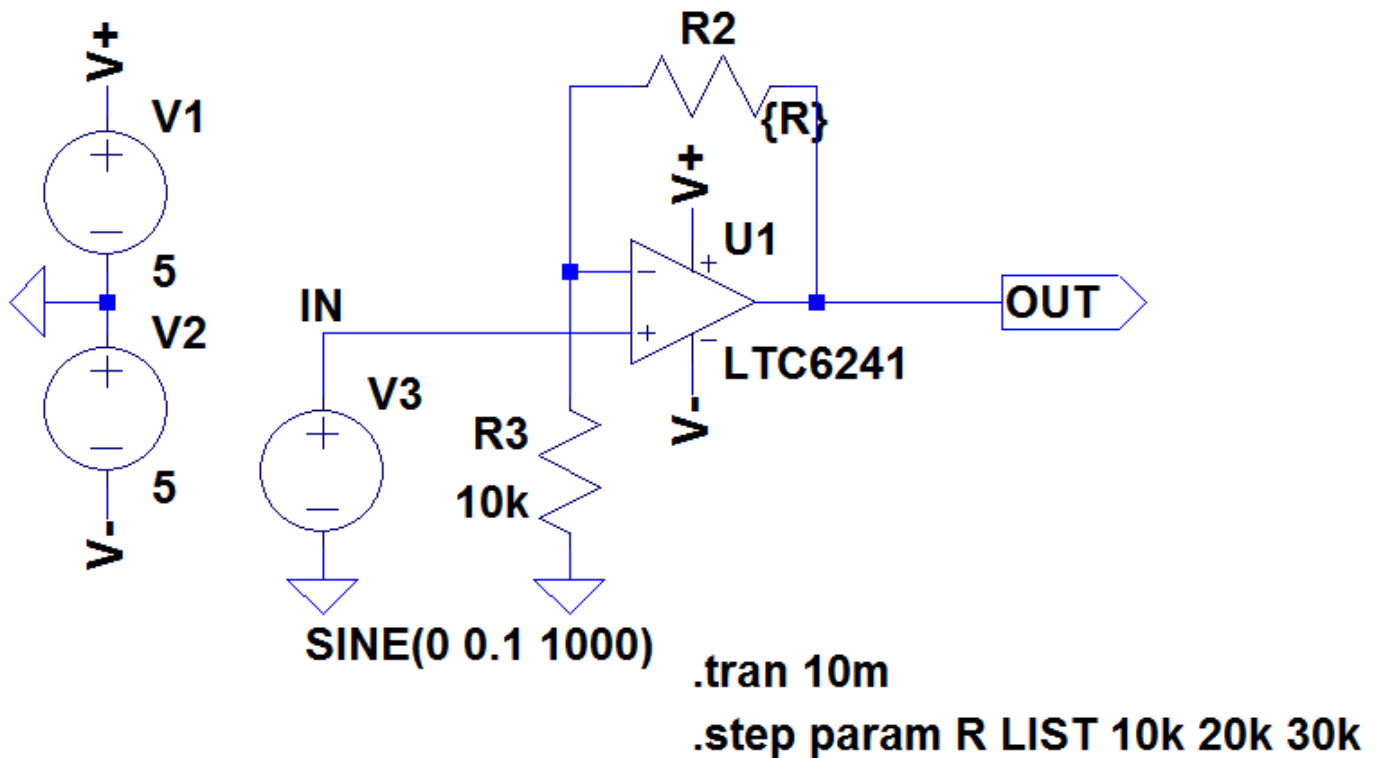 V+
V1
5
V2
5
V-
IN
V3
SINE(0 0.1 1000)
R2
{R}
V+
U1
LTC6241
V-
R3
10k
OUT
.tran 10m
.step param R LIST 10k 20k 30k